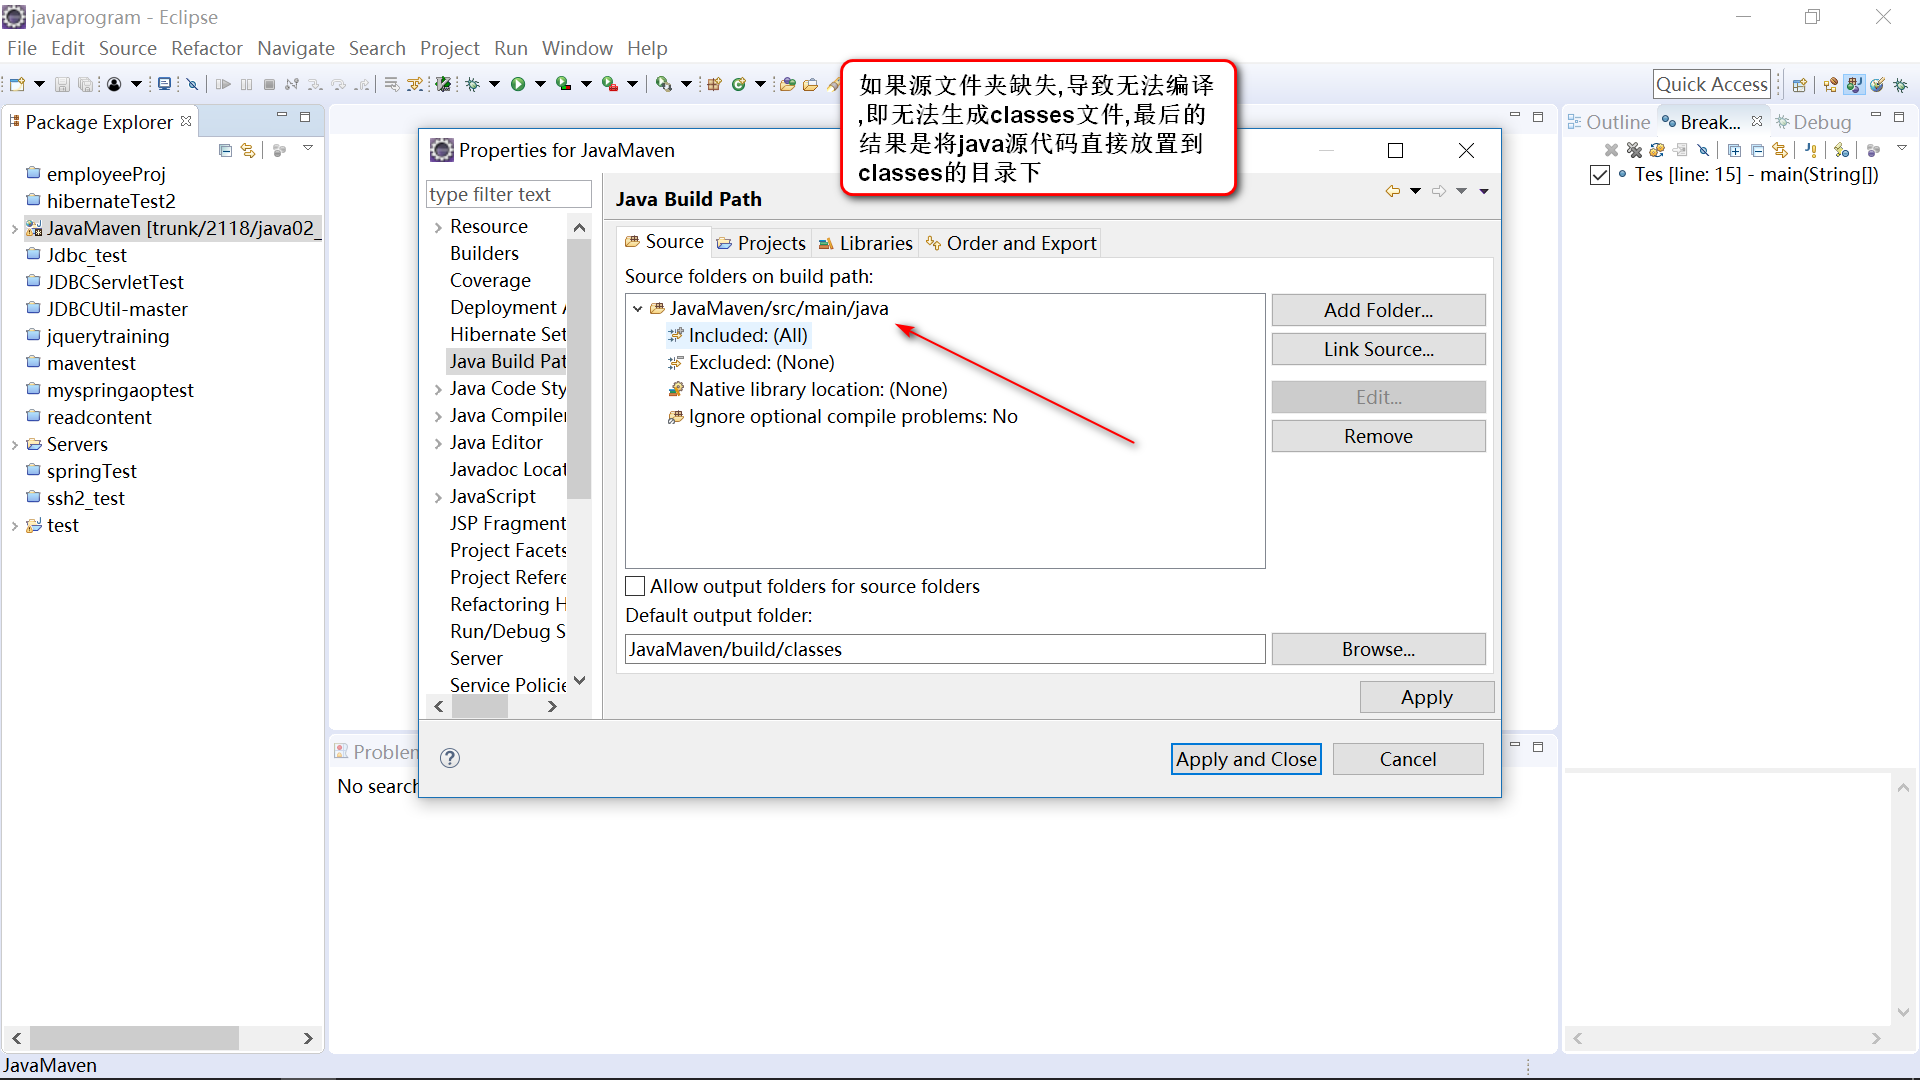 javaprogram - Eclipse
File Edit Source Refactor Navigate Search Project Run Window Help
Quick Access
如果源文件夹缺失,导致无法编译
,即无法生成classes文件,最后的
结果是将java源代码直接放置到
classes的目录下
Package Explorer
employeeProj
hibernateTest2
JavaMaven [trunk/2118/java02_
Jdbc_test
JDBCServletTest
JDBCUtil-master
jquerytraining
maventest
myspringaoptest
readcontent
Servers
springTest
ssh2_test
test
Properties for JavaMaven
type filter text
Resource
Builders
Coverage
Deployment A
Hibernate Set
Java Build Pat
Java Code Sty
Java Compiler
Java Editor
Javadoc Locat
JavaScript
JSP Fragment
Project Facets
Project Refere
Refactoring H
Run/Debug S
Server
Service Policie
Java Build Path
Source Projects Libraries Order and Export
Source folders on build path:
JavaMaven/src/main/java
Included: (All)
Excluded: (None)
Native library location: (None)
Ignore optional compile problems: No
Add Folder...
Link Source...
Edit...
Remove
Allow output folders for source folders
Default output folder:
JavaMaven/build/classes
Browse...
Apply
Apply and Close
Cancel
Problem
No search
Outline Break... Debug
Tes [line: 15] - main(String[])
JavaMaven